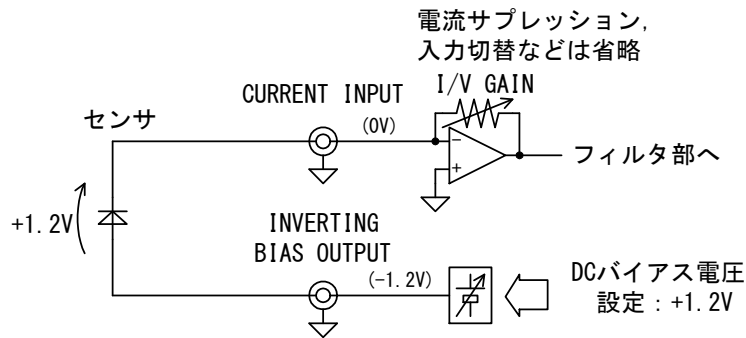 電流サプレッション,
入力切替などは省略
I/V GAIN
CURRENT INPUT
(0V)
センサ
−
+
フィルタ部へ
+1.2V
INVERTING
BIAS OUTPUT
(−1.2V)
DCバイアス電圧
設定：+1.2V